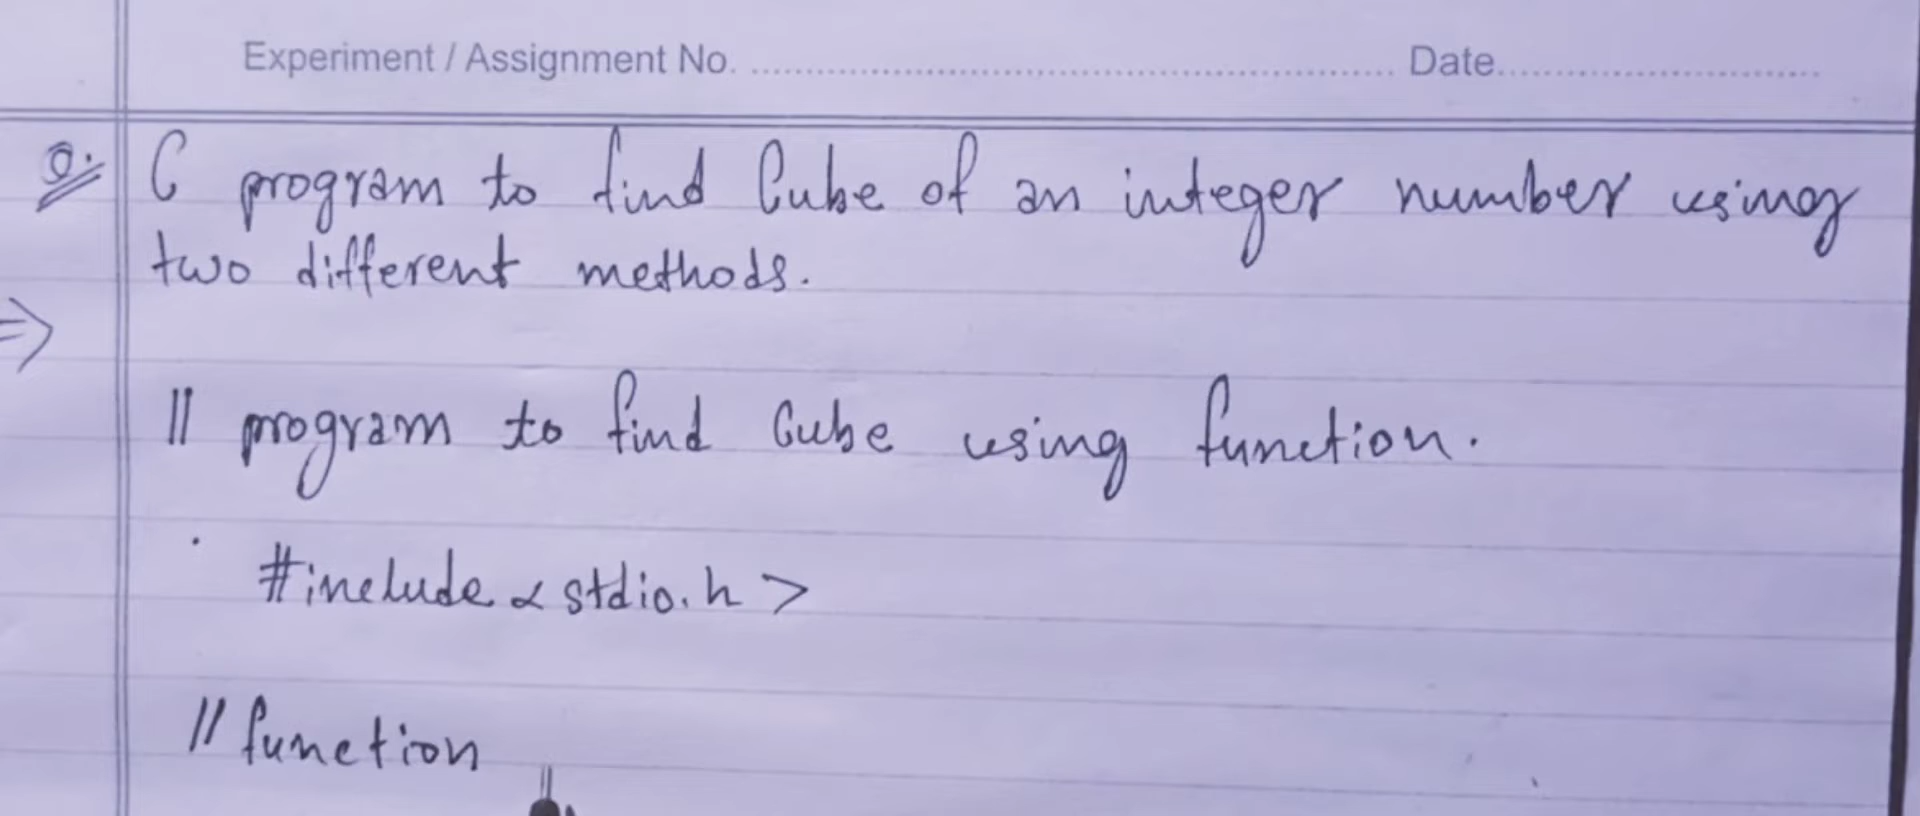 Experiment / Assignment No. ........................ Date........................
Q. C program to find Cube of an integer number using
two different methods.
=>
// program to find Cube using function.
#include <stdio.h>
// function